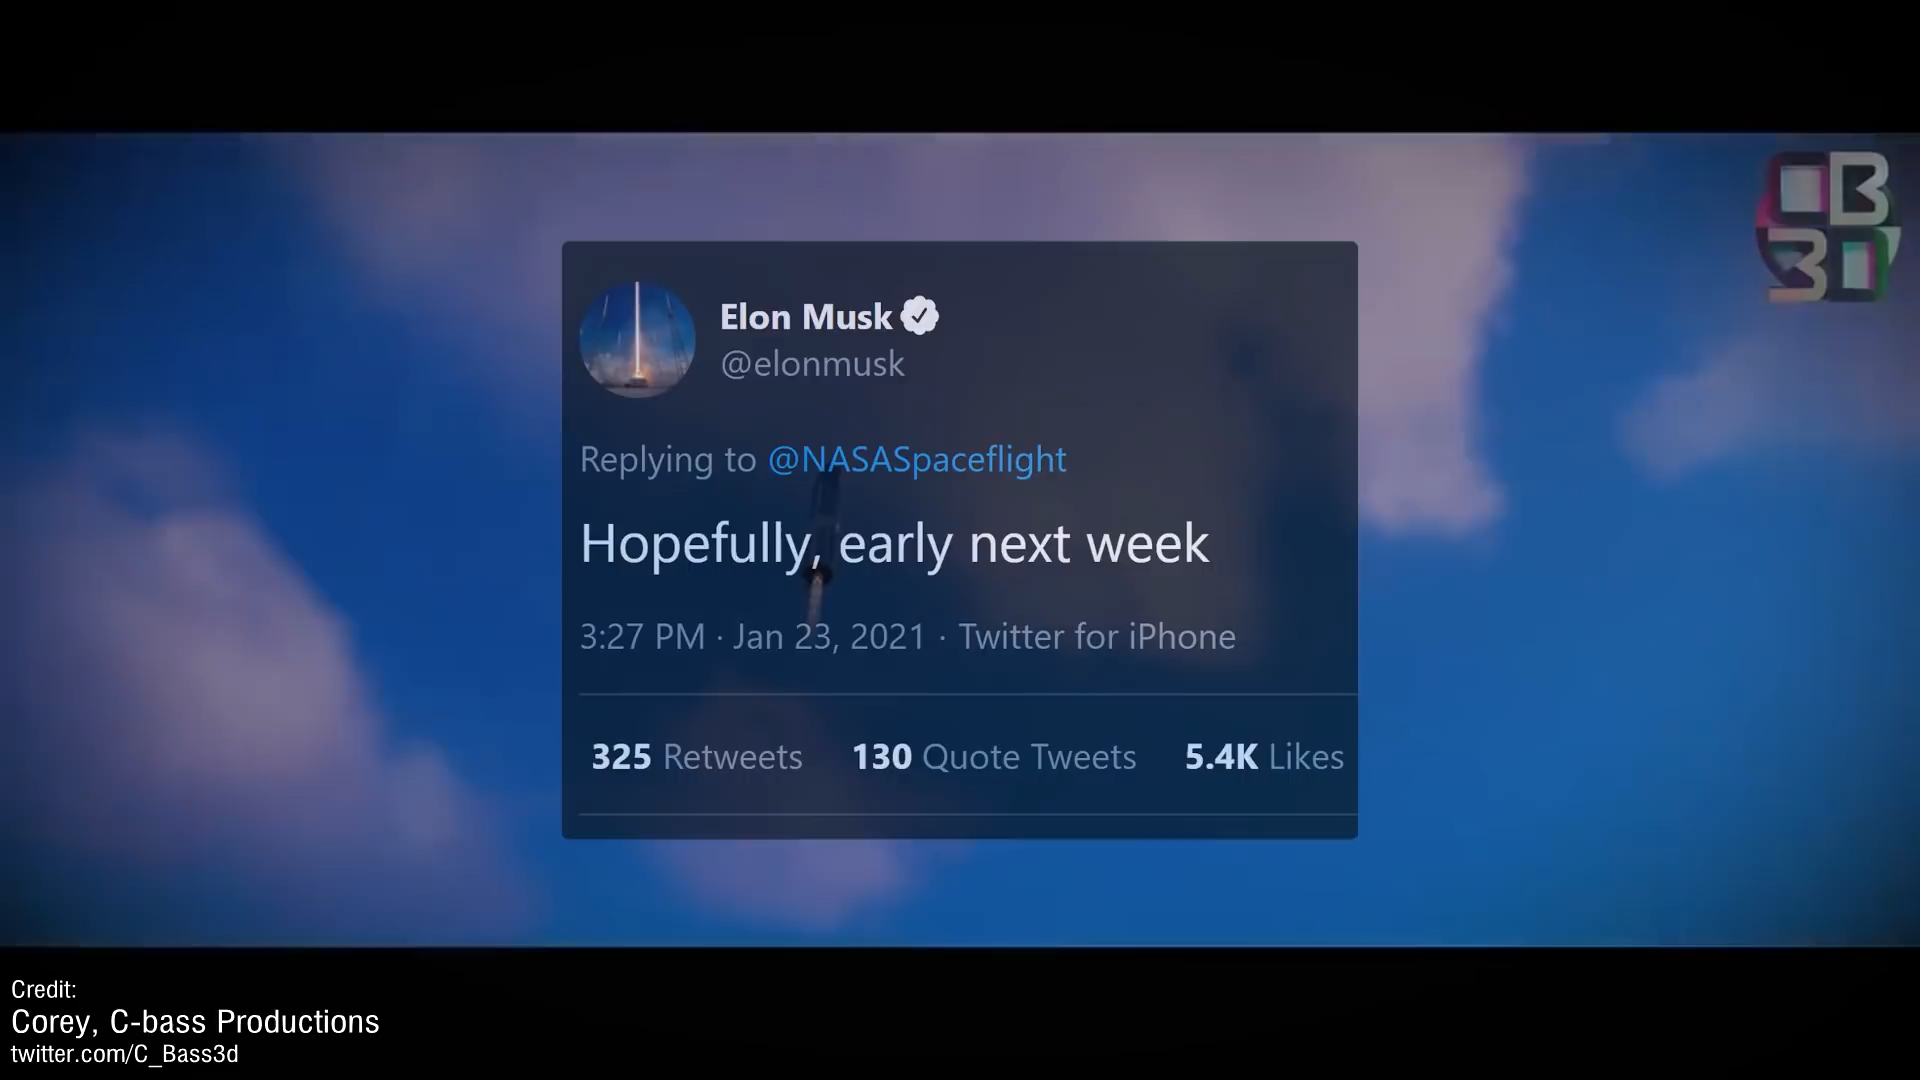 CB
3D
Elon Musk
@elonmusk
Replying to @NASASpaceflight
Hopefully, early next week
3:27 PM · Jan 23, 2021 · Twitter for iPhone
325 Retweets 130 Quote Tweets 5.4K Likes
Credit:
Corey, C-bass Productions
twitter.com/C_Bass3d